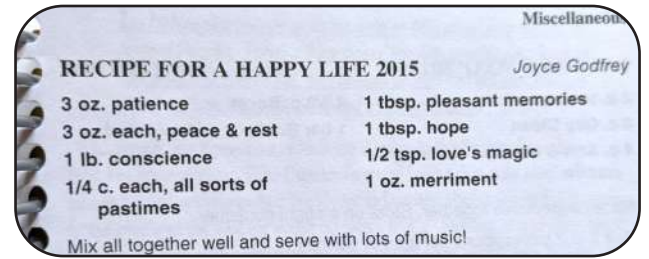 Miscellaneous
RECIPE FOR A HAPPY LIFE 2015 Joyce Godfrey
3 oz. patience
3 oz. each, peace & rest
1 lb. conscience
1/4 c. each, all sorts of
pastimes
1 tbsp. pleasant memories
1 tbsp. hope
1/2 tsp. love's magic
1 oz. merriment
Mix all together well and serve with lots of music!